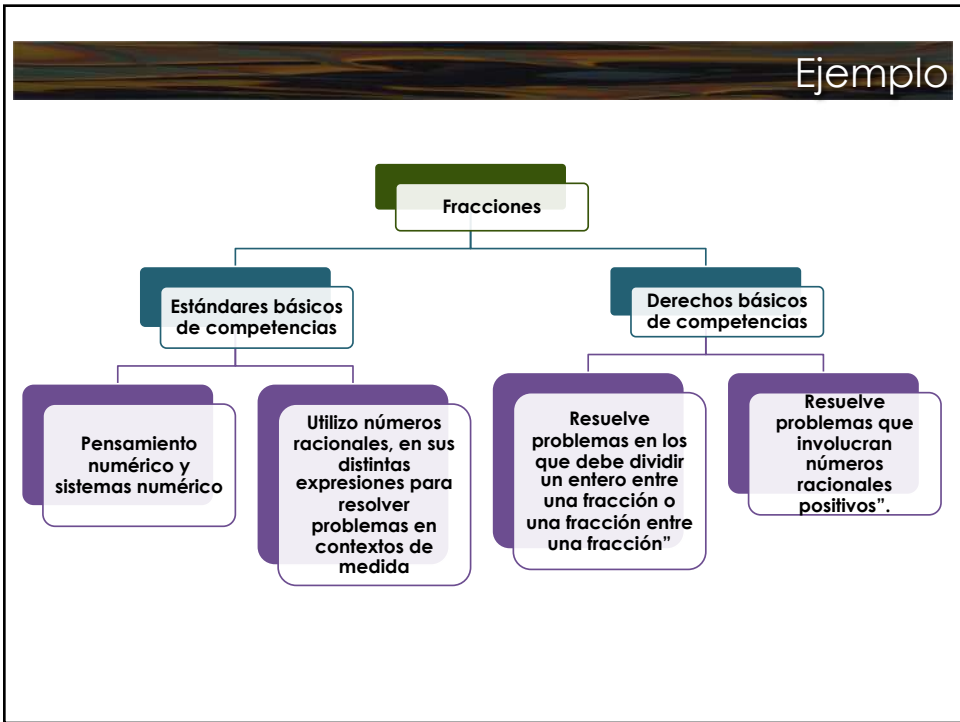 Ejemplo
Fracciones
Estándares básicos
de competencias
Derechos básicos
de competencias
Pensamiento
numérico y
sistemas numérico
Utilizo números
racionales, en sus
distintas
expresiones para
resolver
problemas en
contextos de
medida
Resuelve
problemas en los
que debe dividir
un entero entre
una fracción o
una fracción entre
una fracción”
Resuelve
problemas que
involucran
números
racionales
positivos”.